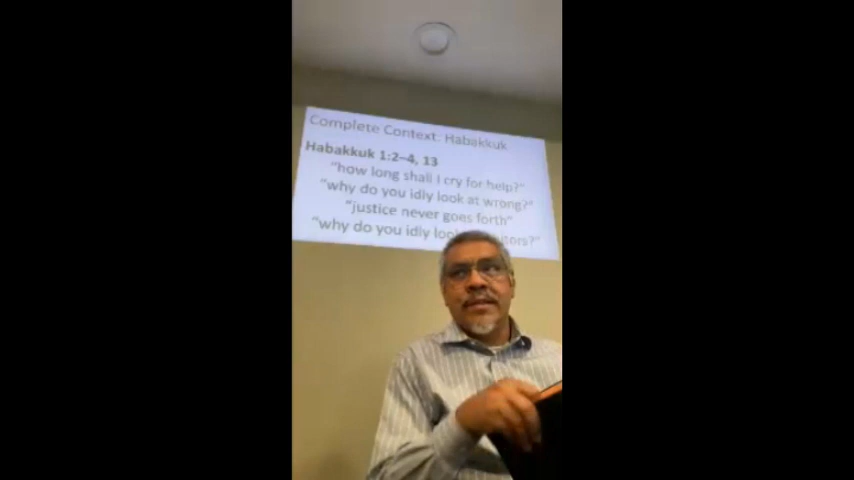 Complete Context: Habakkuk
Habakkuk 1:2–4, 13
"how long shall I cry for help?"
"why do you idly look at wrong?"
"justice never goes forth"
"why do you idly